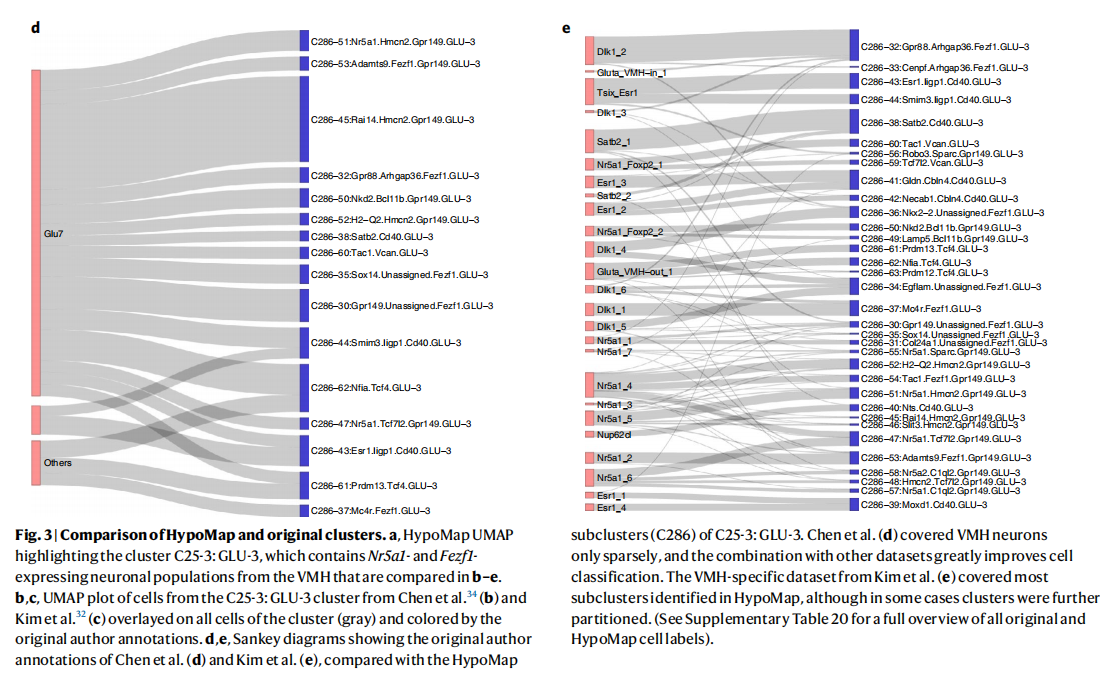 d
C286–51:Nr5a1.Hmcn2.Gpr149.GLU–3
C286–53:Adamts9.Fezf1.Gpr149.GLU–3
C286–45:Rai14.Hmcn2.Gpr149.GLU–3
C286–32:Gpr88.Arhgap36.Fezf1.GLU–3
C286–50:Nkd2.Bcl11b.Gpr149.GLU–3
Glu7
C286–52:H2–Q2.Hmcn2.Gpr149.GLU–3
C286–38:Satb2.Cd40.GLU–3
C286–60:Tac1.Vcan.GLU–3
C286–35:Sox14.Unassigned.Fezf1.GLU–3
C286–30:Gpr149.Unassigned.Fezf1.GLU–3
C286–44:Smim3.Iigp1.Cd40.GLU–3
C286–62:Nfia.Tcf4.GLU–3
C286–47:Nr5a1.Tcf7l2.Gpr149.GLU–3
C286–43:Esr1.Iigp1.Cd40.GLU–3
Others
C286–61:Prdm13.Tcf4.GLU–3
C286–37:Mc4r.Fezf1.GLU–3
e
Dlk1_2
Gluta_VMH–in_1
Tsix_Esr1
Dlk1_3
Satb2_1
Nr5a1_Foxp2_1
Esr1_3
Satb2_2
Esr1_2
Nr5a1_Foxp2_2
Dlk1_4
Gluta_VMH–out_1
Dlk1_6
Dlk1_1
Dlk1_5
Nr5a1_1
Nr5a1_7
Nr5a1_4
Nr5a1_3
Nr5a1_5
Nup62cl
Nr5a1_2
Nr5a1_6
Esr1_1
Esr1_4
C286–32:Gpr88.Arhgap36.Fezf1.GLU–3
C286–33:Cenpf.Arhgap36.Fezf1.GLU–3
C286–43:Esr1.Iigp1.Cd40.GLU–3
C286–44:Smim3.Iigp1.Cd40.GLU–3
C286–38:Satb2.Cd40.GLU–3
C286–60:Tac1.Vcan.GLU–3
C286–56:Robo3.Sparc.Gpr149.GLU–3
C286–59:Tcf7l2.Vcan.GLU–3
C286–41:Gldn.Cbln4.Cd40.GLU–3
C286–42:Necab1.Cbln4.Cd40.GLU–3
C286–36:Nkx2–2.Unassigned.Fezf1.GLU–3
C286–50:Nkd2.Bcl11b.Gpr149.GLU–3
C286–49:Lamp5.Bcl11b.Gpr149.GLU–3
C286–61:Prdm13.Tcf4.GLU–3
C286–62:Nfia.Tcf4.GLU–3
C286–63:Prdm12.Tcf4.GLU–3
C286–34:Egflam.Unassigned.Fezf1.GLU–3
C286–37:Mc4r.Fezf1.GLU–3
C286–30:Gpr149.Unassigned.Fezf1.GLU–3
C286–35:Sox14.Unassigned.Fezf1.GLU–3
C286–31:Col24a1.Unassigned.Fezf1.GLU–3
C286–55:Nr5a1.Sparc.Gpr149.GLU–3
C286–52:H2–Q2.Hmcn2.Gpr149.GLU–3
C286–54:Tac1.Fezf1.Gpr149.GLU–3
C286–51:Nr5a1.Hmcn2.Gpr149.GLU–3
C286–40:Nts.Cd40.GLU–3
C286–45:Rai14.Hmcn2.Gpr149.GLU–3
C286–46:Slit3.Hmcn2.Gpr149.GLU–3
C286–47:Nr5a1.Tcf7l2.Gpr149.GLU–3
C286–53:Adamts9.Fezf1.Gpr149.GLU–3
C286–58:Nr5a2.C1ql2.Gpr149.GLU–3
C286–48:Hmcn2.Tcf7l2.Gpr149.GLU–3
C286–57:Nr5a1.C1ql2.Gpr149.GLU–3
C286–39:Moxd1.Cd40.GLU–3
Fig. 3 | Comparison of HypoMap and original clusters. a, HypoMap UMAP
highlighting the cluster C25-3: GLU-3, which contains Nr5a1- and Fezf1-
expressing neuronal populations from the VMH that are compared in b–e.
b,c, UMAP plot of cells from the C25-3: GLU-3 cluster from Chen et al.34 (b) and
Kim et al.32 (c) overlayed on all cells of the cluster (gray) and colored by the
original author annotations. d,e, Sankey diagrams showing the original author
annotations of Chen et al. (d) and Kim et al. (e), compared with the HypoMap
subclusters (C286) of C25-3: GLU-3. Chen et al. (d) covered VMH neurons
only sparsely, and the combination with other datasets greatly improves cell
classification. The VMH-specific dataset from Kim et al. (e) covered most
subclusters identified in HypoMap, although in some cases clusters were further
partitioned. (See Supplementary Table 20 for a full overview of all original and
HypoMap cell labels).